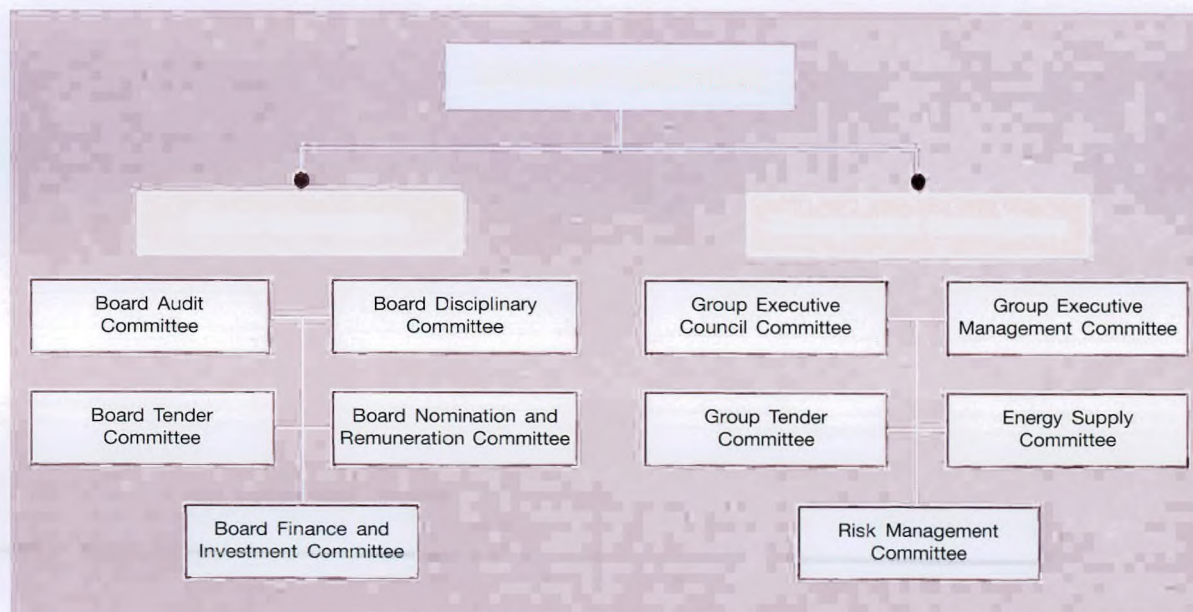 Board Audit
Committee
Board Disciplinary
Committee
Group Executive
Council Committee
Group Executive
Management Committee
Board Tender
Committee
Board Nomination and
Remuneration Committee
Group Tender
Committee
Energy Supply
Committee
Board Finance and
Investment Committee
Risk Management
Committee